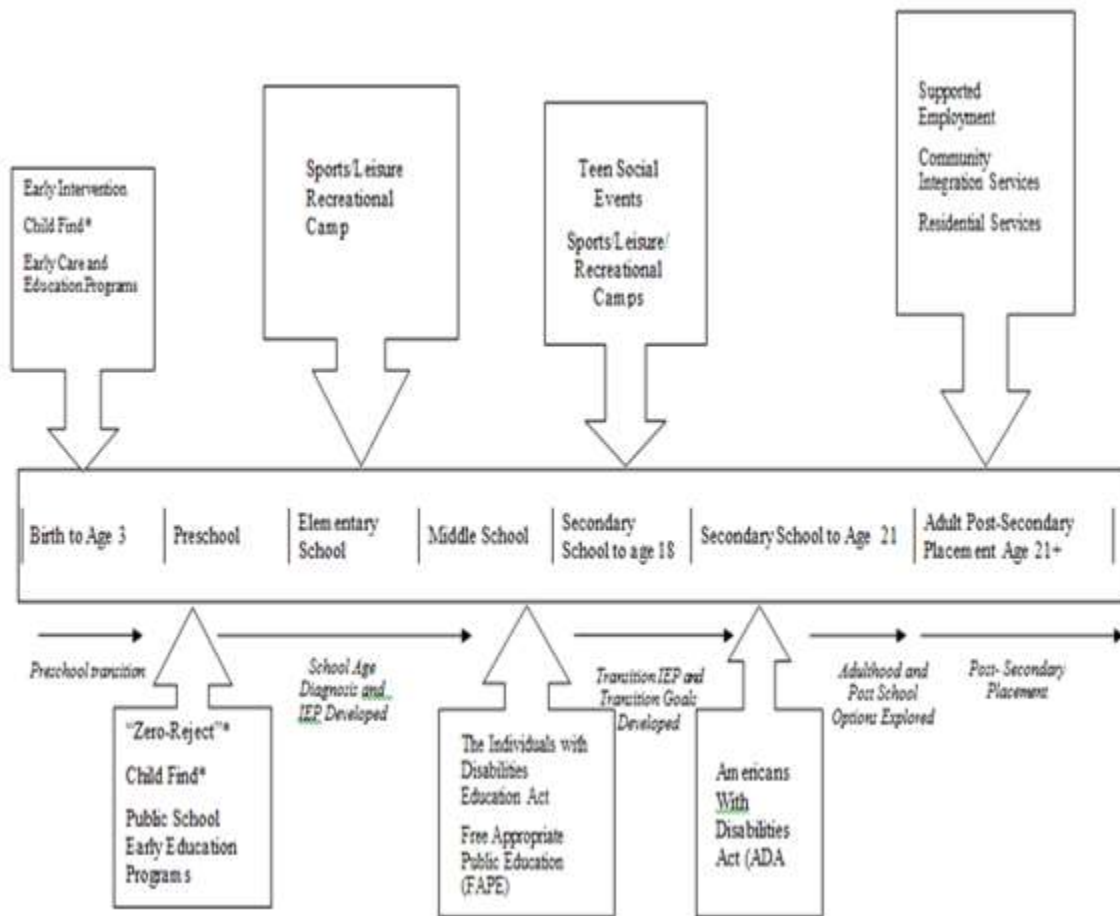 Early Intervention
Child Find*
Early Care and
Education Programs
Sports/Leisure
Recreational
Camp
Teen Social
Events
Sports/Leisure/
Recreational
Camps
Supported
Employment
Community
Integration Services
Residential Services
Birth to Age 3
Preschool
Elementary
School
Middle School
Secondary
School to age 18
Secondary School to Age 21
Adult Post-Secondary
Placement Age 21+
Preschool transition
School Age
Diagnosis and
IEP Developed
Transition IEP and
Transition Goals
Developed
Adulthood and
Post School
Options Explored
Post- Secondary
Placement
"Zero-Reject"*
Child Find*
Public School
Early Education
Programs
The Individuals with
Disabilities
Education Act
Free Appropriate
Public Education
(FAPE)
Americans
With
Disabilities
Act (ADA